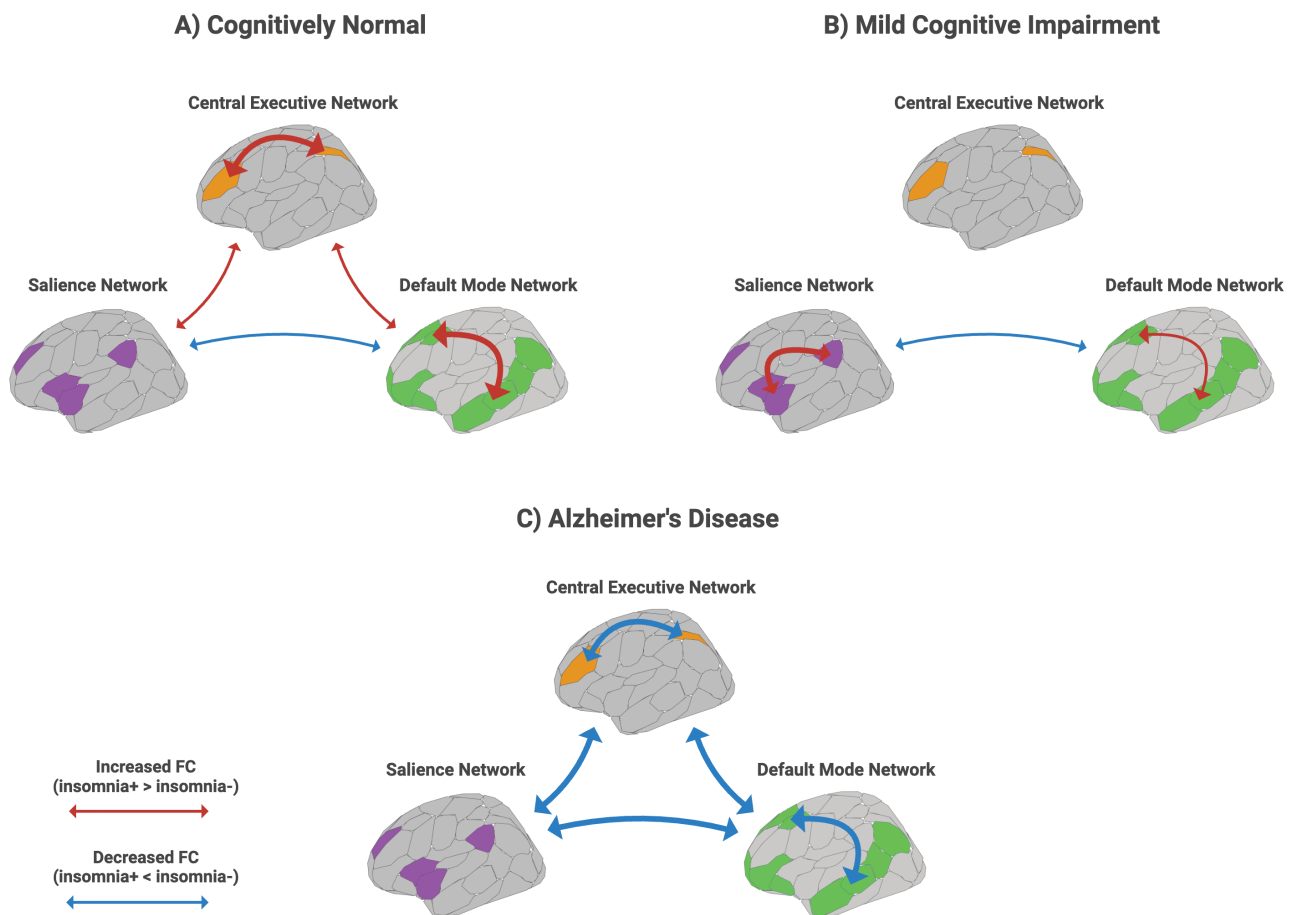 A) Cognitively Normal
Central Executive Network
Salience Network
Default Mode Network
B) Mild Cognitive Impairment
Central Executive Network
Salience Network
Default Mode Network
C) Alzheimer's Disease
Central Executive Network
Salience Network
Default Mode Network
Increased FC
(insomnia+ > insomnia-)
Decreased FC
(insomnia+ < insomnia-)